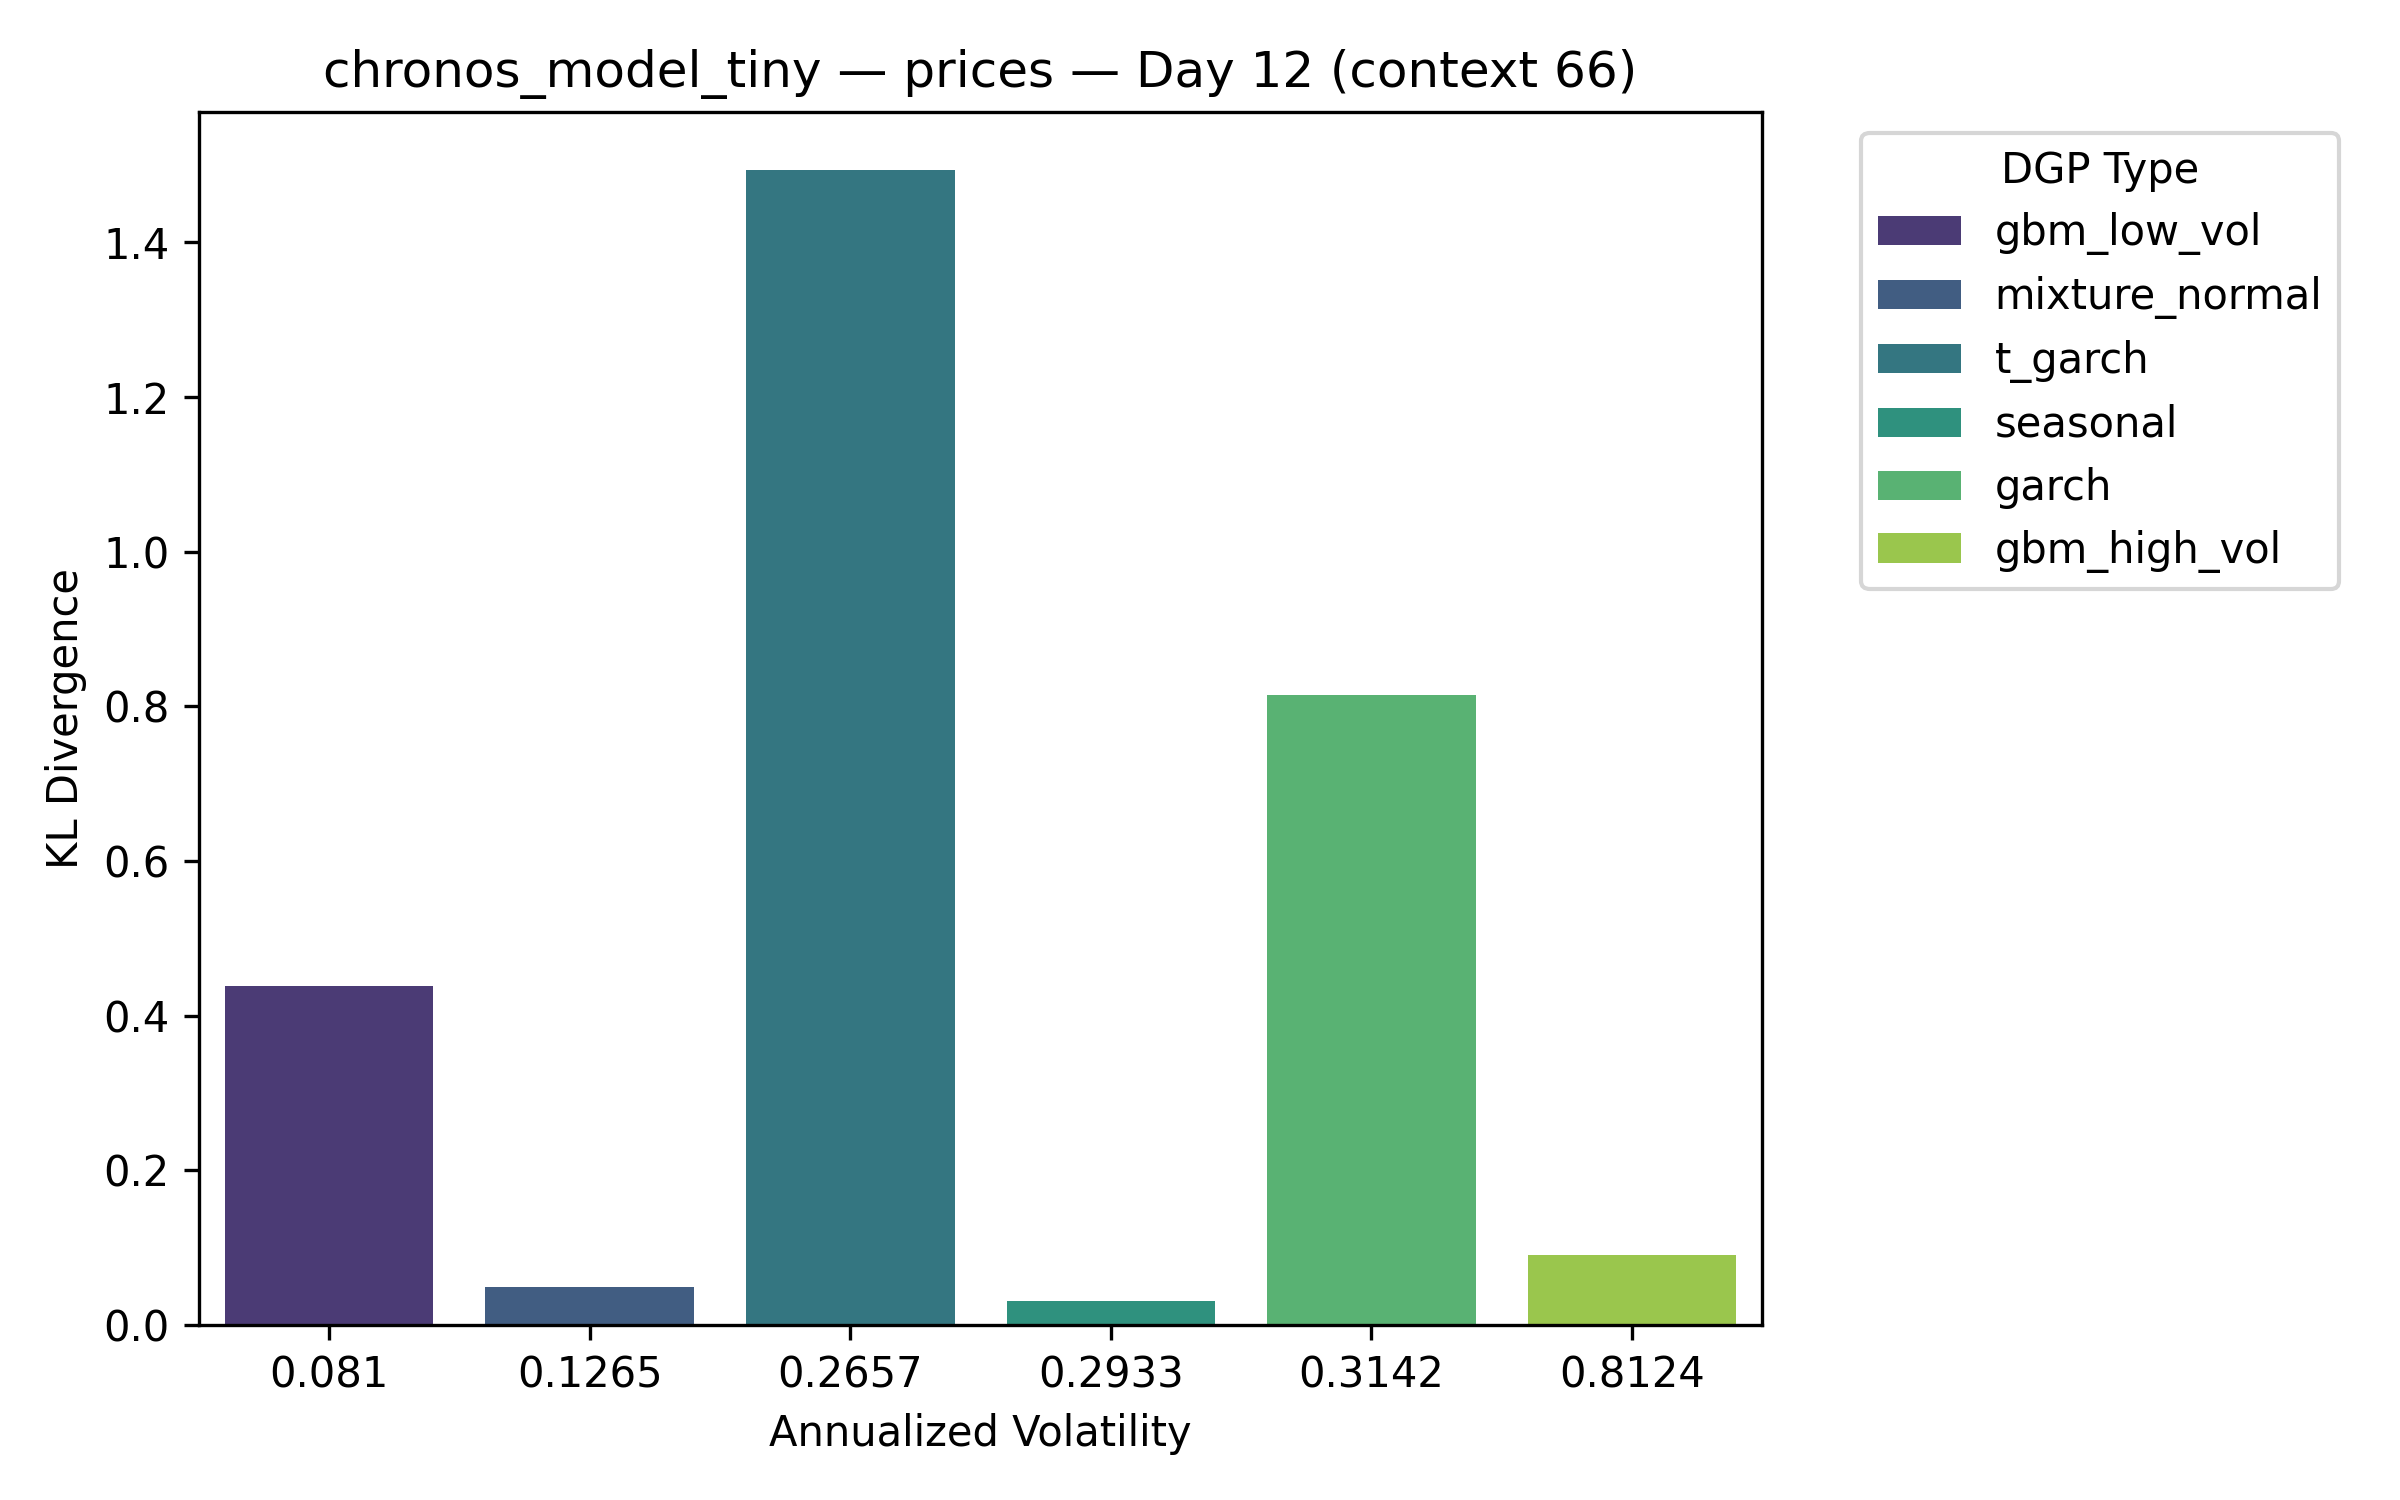 chronos_model_tiny — prices — Day 12 (context 66)
KL Divergence
1.4
1.2
1.0
0.8
0.6
0.4
0.2
0.0
0.081 0.1265 0.2657 0.2933 0.3142 0.8124
Annualized Volatility
DGP Type
gbm_low_vol
mixture_normal
t_garch
seasonal
garch
gbm_high_vol